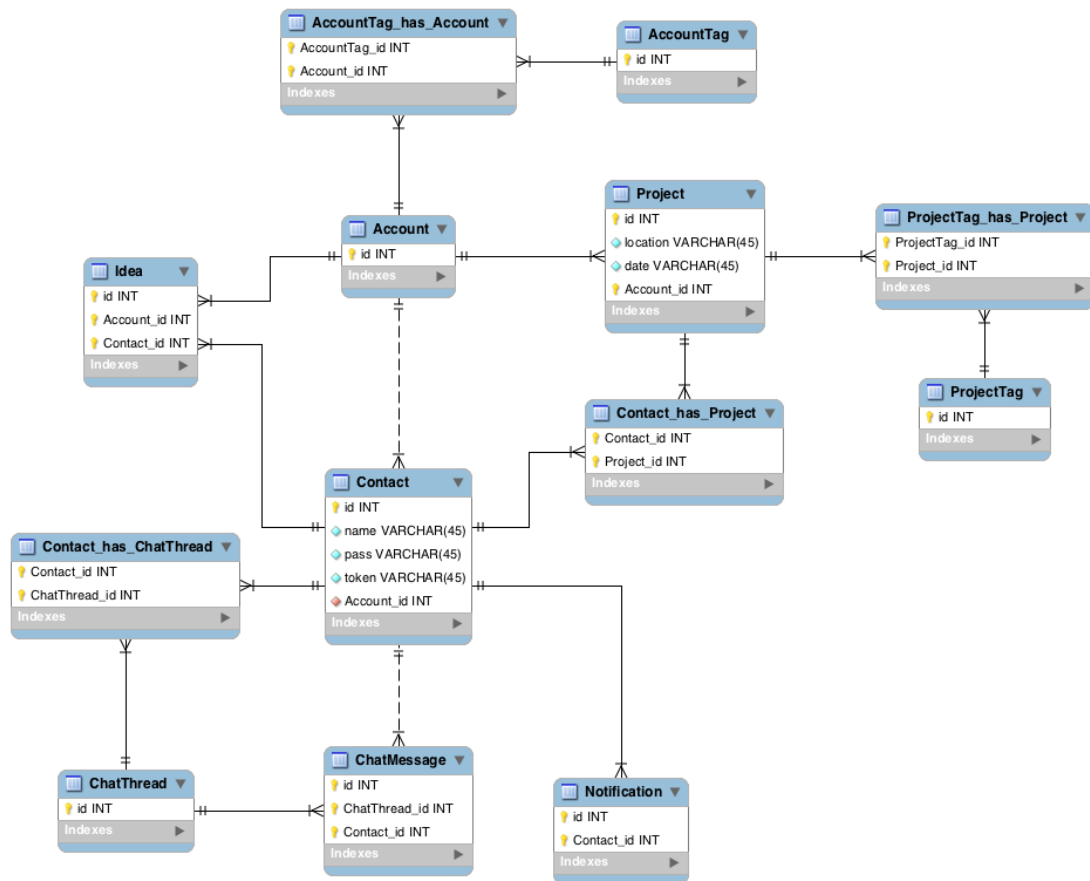 AccountTag_has_Account
AccountTag_id INT
Account_id INT
Indexes
AccountTag
id INT
Indexes
Project
id INT
location VARCHAR(45)
date VARCHAR(45)
Account_id INT
Indexes
ProjectTag_has_Project
ProjectTag_id INT
Project_id INT
Indexes
Account
id INT
Indexes
Idea
id INT
Account_id INT
Contact_id INT
Indexes
ProjectTag
id INT
Indexes
Contact_has_Project
Contact_id INT
Project_id INT
Indexes
Contact
id INT
name VARCHAR(45)
pass VARCHAR(45)
token VARCHAR(45)
Account_id INT
Indexes
Contact_has_ChatThread
Contact_id INT
ChatThread_id INT
Indexes
ChatThread
id INT
Indexes
ChatMessage
id INT
ChatThread_id INT
Contact_id INT
Indexes
Notification
id INT
Contact_id INT
Indexes